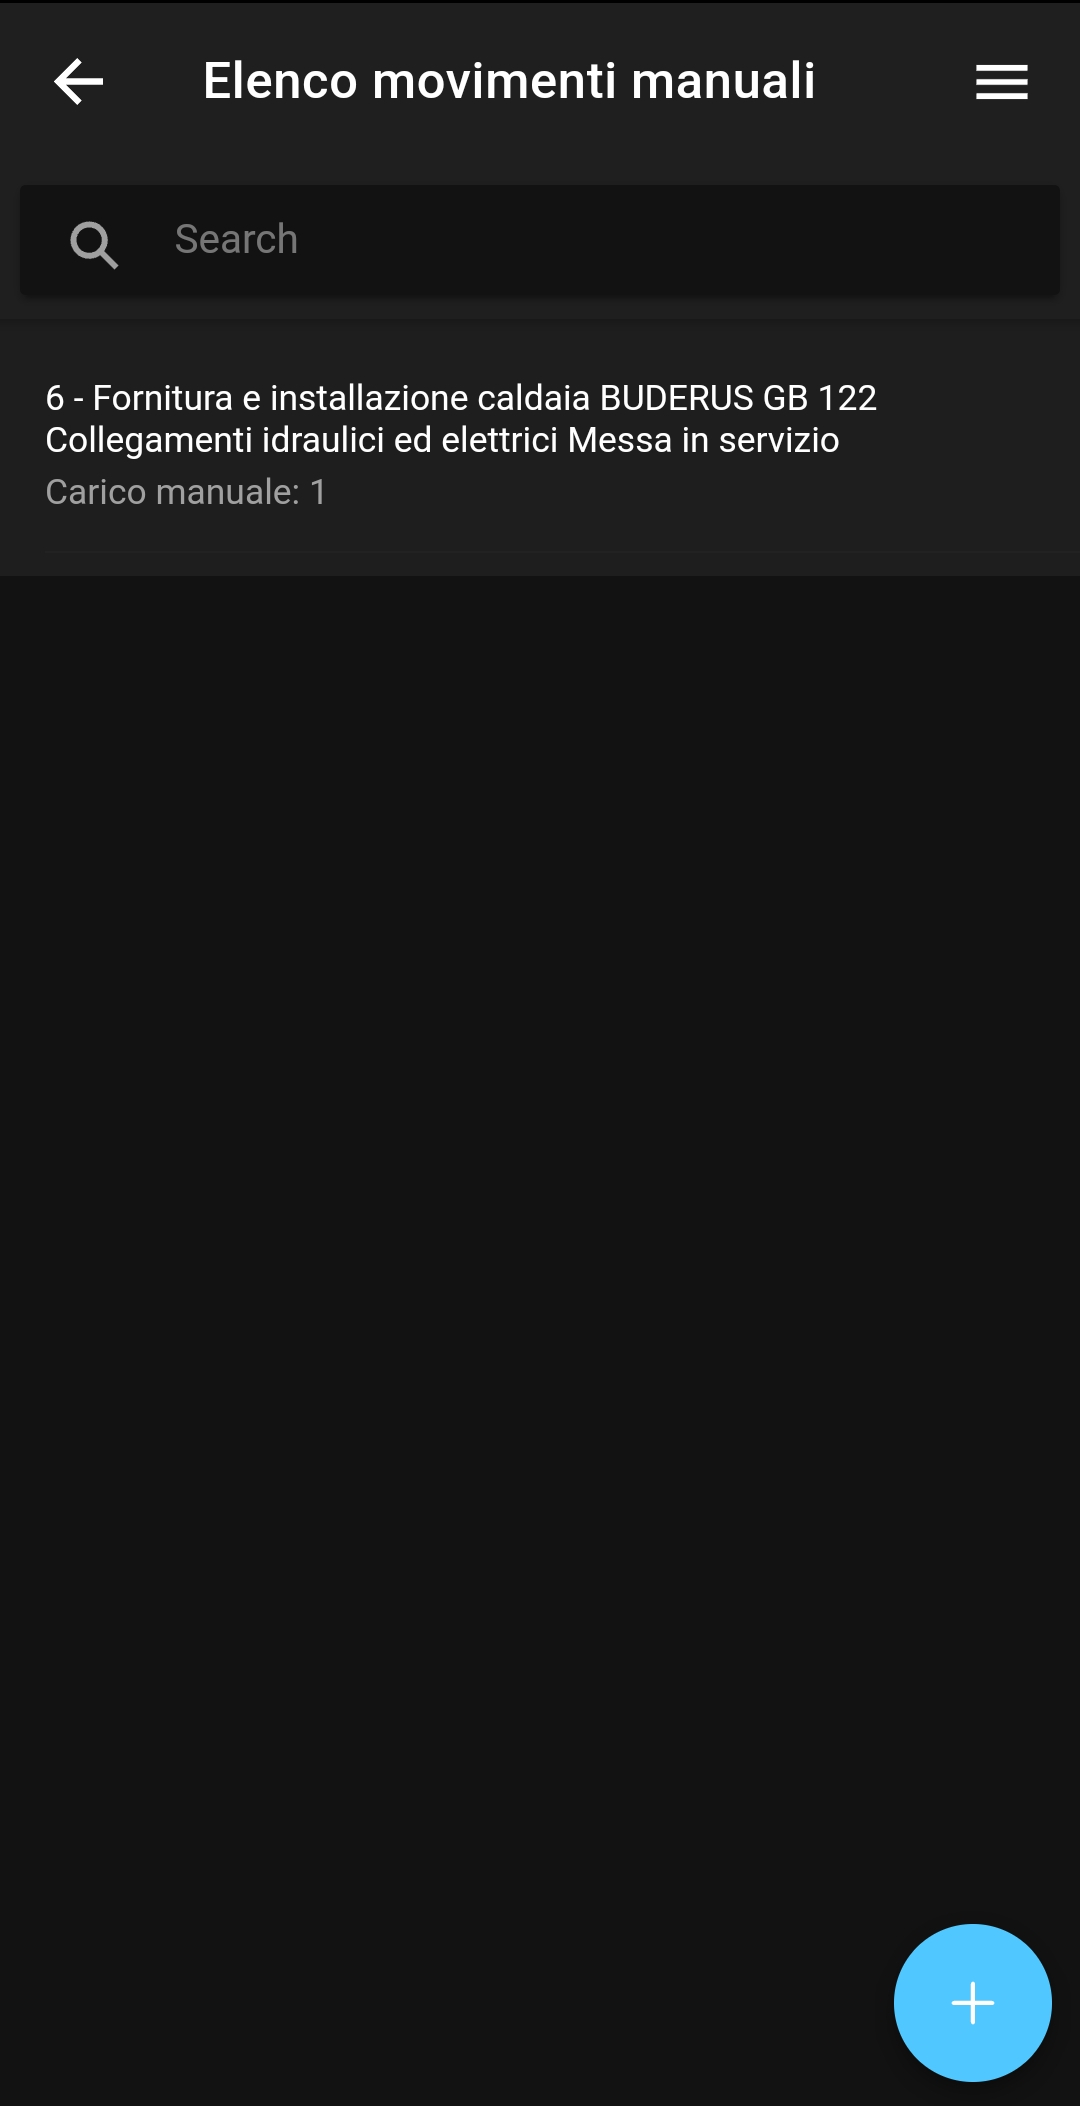 Elenco movimenti manuali
Search
6 - Fornitura e installazione caldaia BUDERUS GB 122
Collegamenti idraulici ed elettrici Messa in servizio
Carico manuale: 1